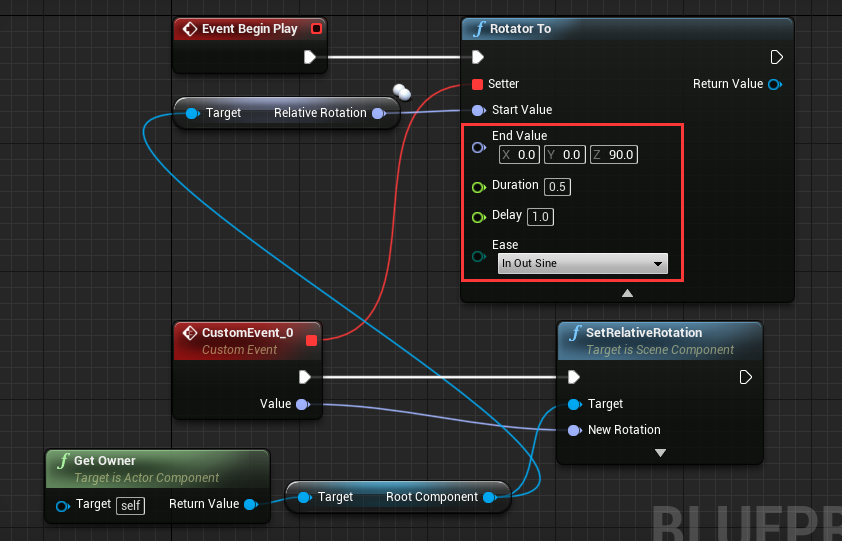 Event Begin Play
Rotator To
Setter
Return Value
Target Relative Rotation
Start Value
End Value
X 0.0 Y 0.0 Z 90.0
Duration 0.5
Delay 1.0
Ease
In Out Sine
CustomEvent_0
Custom Event
Value
SetRelativeRotation
Target is Scene Component
Target
New Rotation
Get Owner
Target is Actor Component
Target self Return Value
Target Root Component
BLUEPR